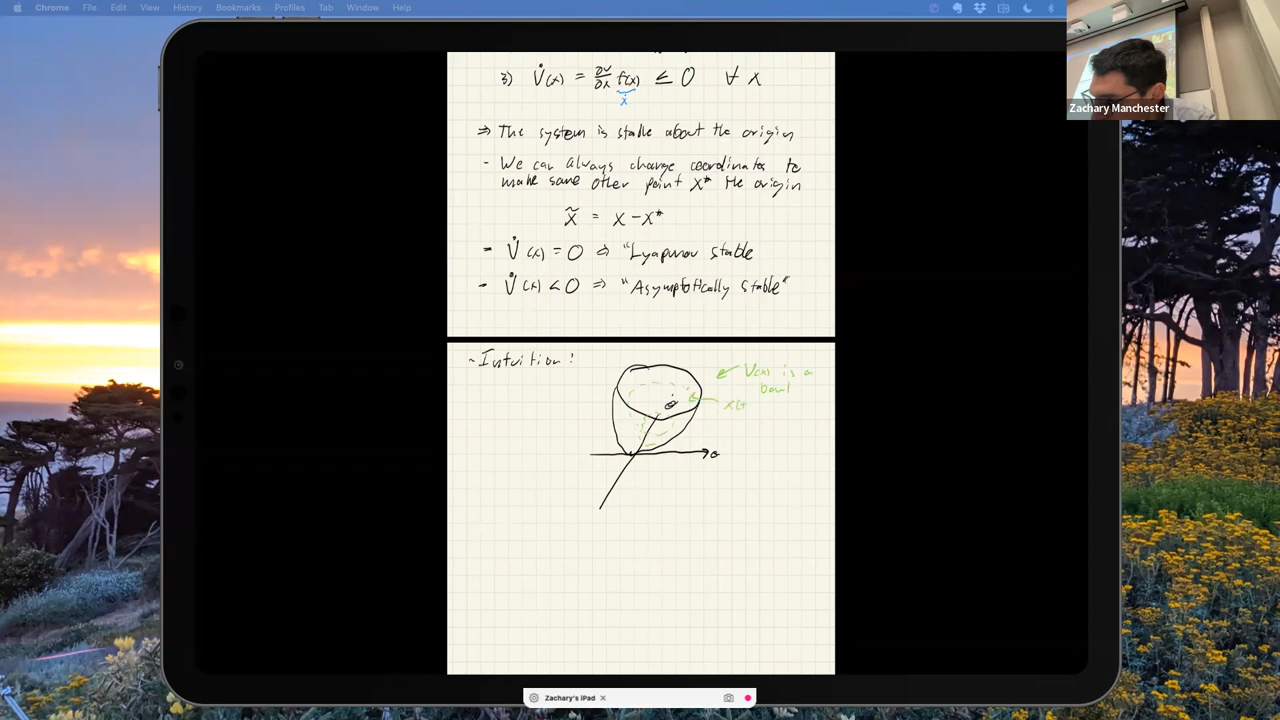 Chrome File Edit View History Bookmarks Profiles Tab Window Help
Zachary Manchester
3) V̇(x) = ∂V/∂x f(x) ≤ 0 ∀ x
ẋ
⇒ The system is stable about the origin
- We can always change coordinates to
make some other point x* the origin
x̃ = x - x*
- V̇(x) = 0 ⇒ "Lyapunov stable
- V̇(x) < 0 ⇒ "Asymptotically stable"
- Intuition:
V(x) is a
bowl
x(t
θ̇
θ
Zachary's iPad